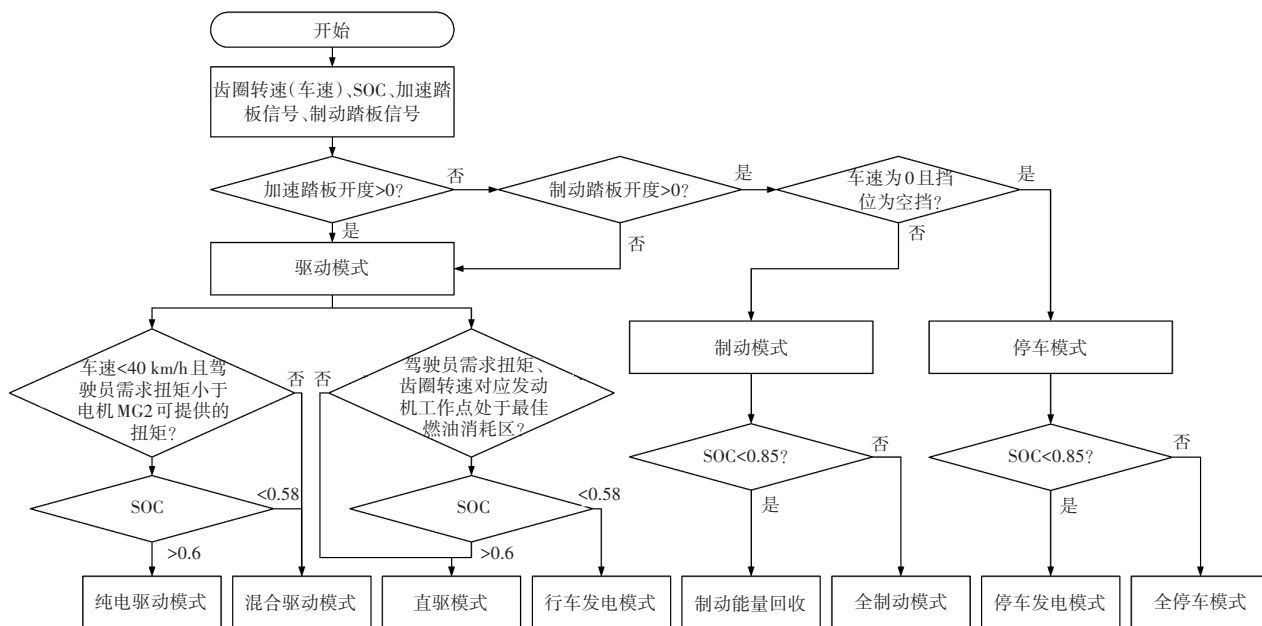 开始
齿圈转速(车速)、SOC、加速踏
板信号、制动踏板信号
加速踏板开度>0?
否
制动踏板开度>0?
是
车速为0且挡
位为空挡?
是
是
否
否
驱动模式
车速<40 km/h且驾
驶员需求扭矩小于
电机MG2可提供的
扭矩?
否
否
驾驶员需求扭矩、
齿圈转速对应发动
机工作点处于最佳
燃油消耗区?
制动模式
停车模式
SOC
<0.58
>0.6
SOC
<0.58
>0.6
SOC<0.85?
否
是
SOC<0.85?
否
是
纯电驱动模式
混合驱动模式
直驱模式
行车发电模式
制动能量回收
全制动模式
停车发电模式
全停车模式